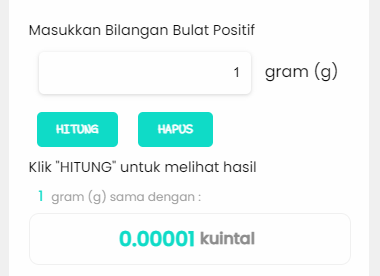 Masukkan Bilangan Bulat Positif
1 gram (g)
HITUNG HAPUS
Klik "HITUNG" untuk melihat hasil
1 gram (g) sama dengan :
0.00001 kuintal